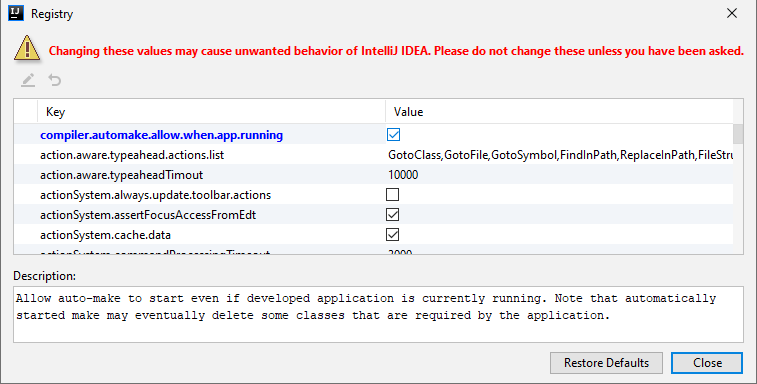 IJ Registry
Changing these values may cause unwanted behavior of IntelliJ IDEA. Please do not change these unless you have been asked.
Key Value
compiler.automake.allow.when.app.running
action.aware.typeahead.actions.list GotoClass,GotoFile,GotoSymbol,FindInPath,ReplaceInPath,FileStru
action.aware.typeaheadTimout 10000
actionSystem.always.update.toolbar.actions
actionSystem.assertFocusAccessFromEdt
actionSystem.cache.data
actionSystem.commandProcessingTimeout 3000
Description:
Allow auto-make to start even if developed application is currently running. Note that automatically
started make may eventually delete some classes that are required by the application.
Restore Defaults Close